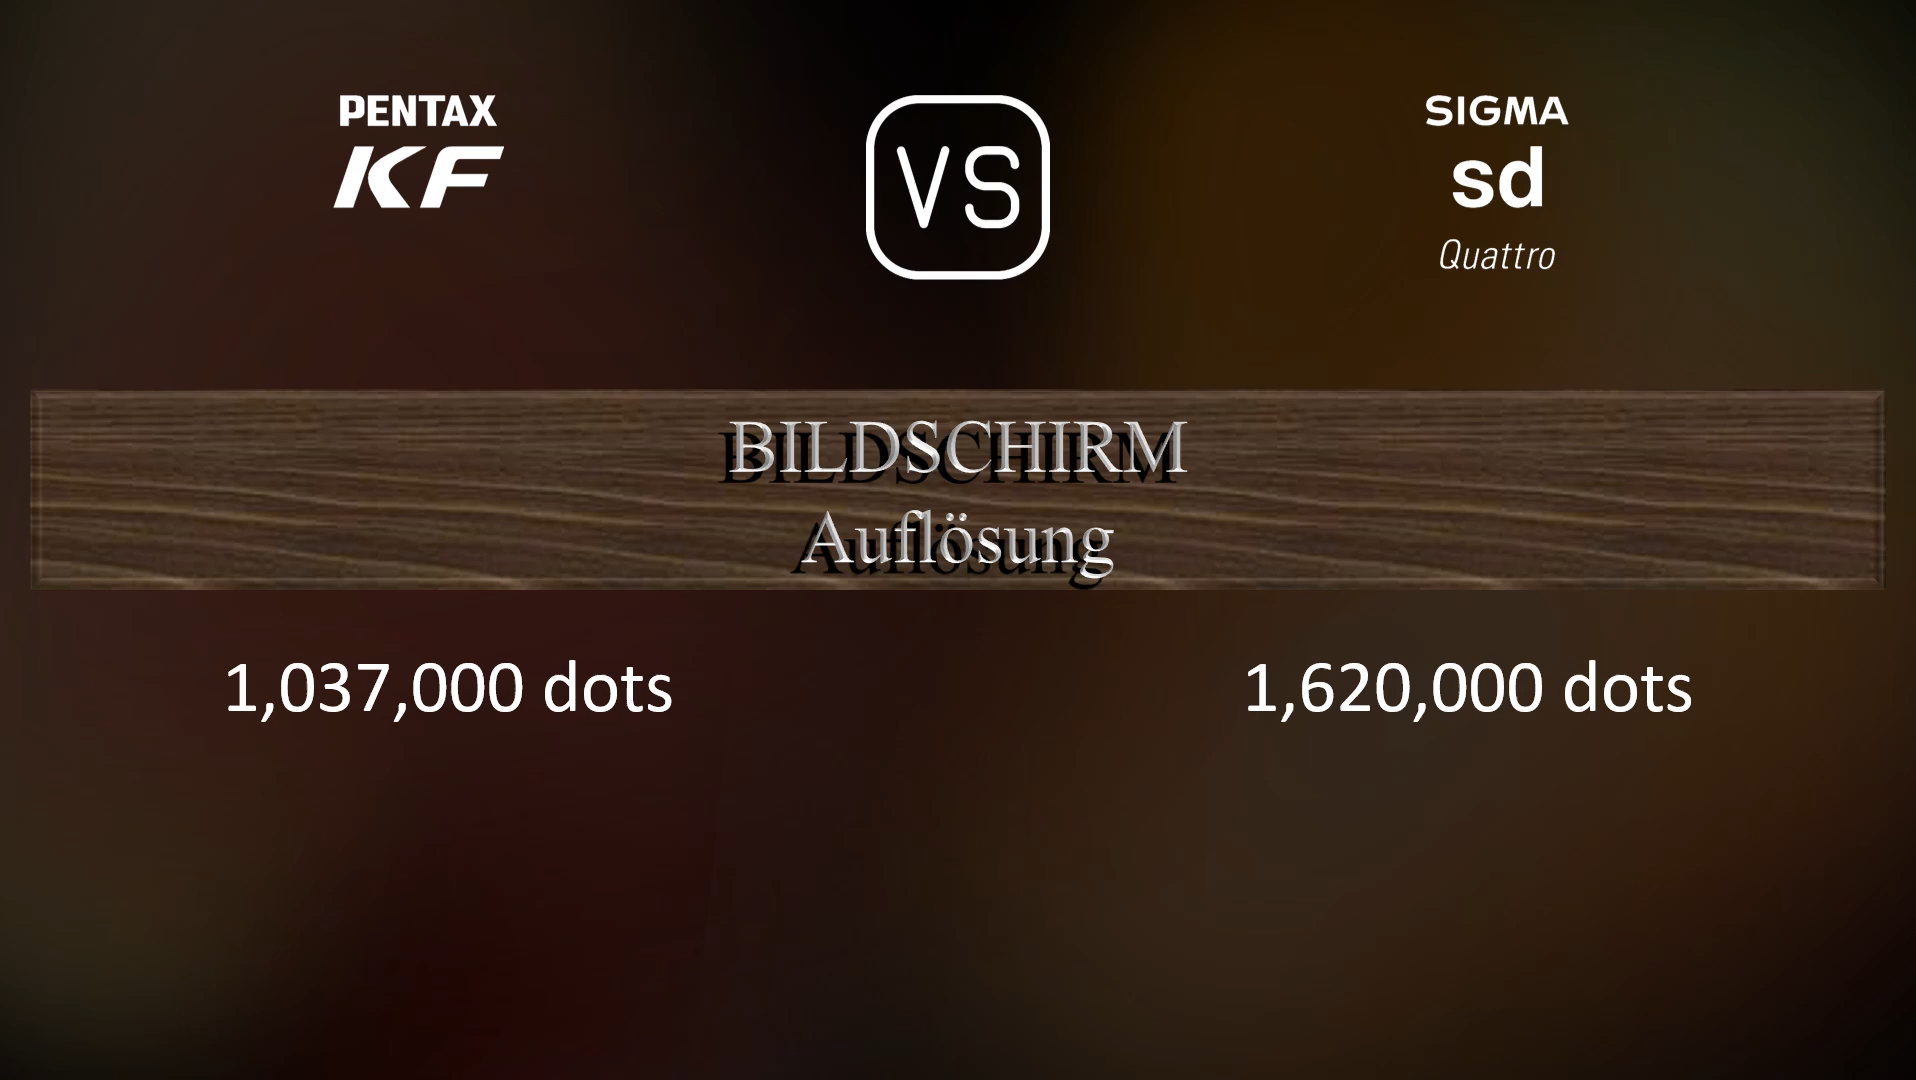 PENTAX
KF
VS
SIGMA
sd
Quattro
BILDSCHIRM
Auflösung
1,037,000 dots
1,620,000 dots